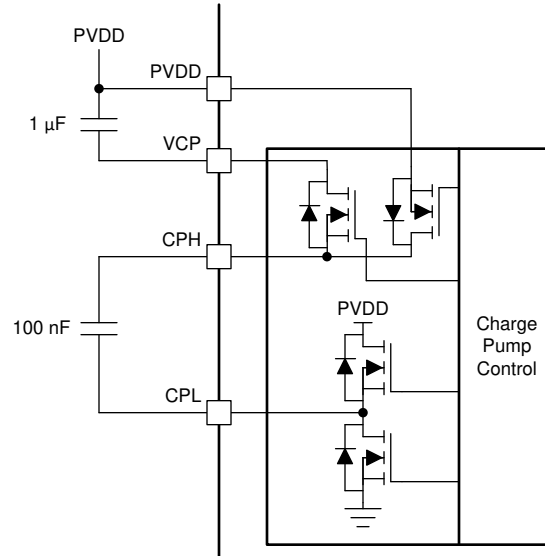 PVDD
PVDD
1 µF
VCP
CPH
PVDD
100 nF
Charge
Pump
Control
CPL